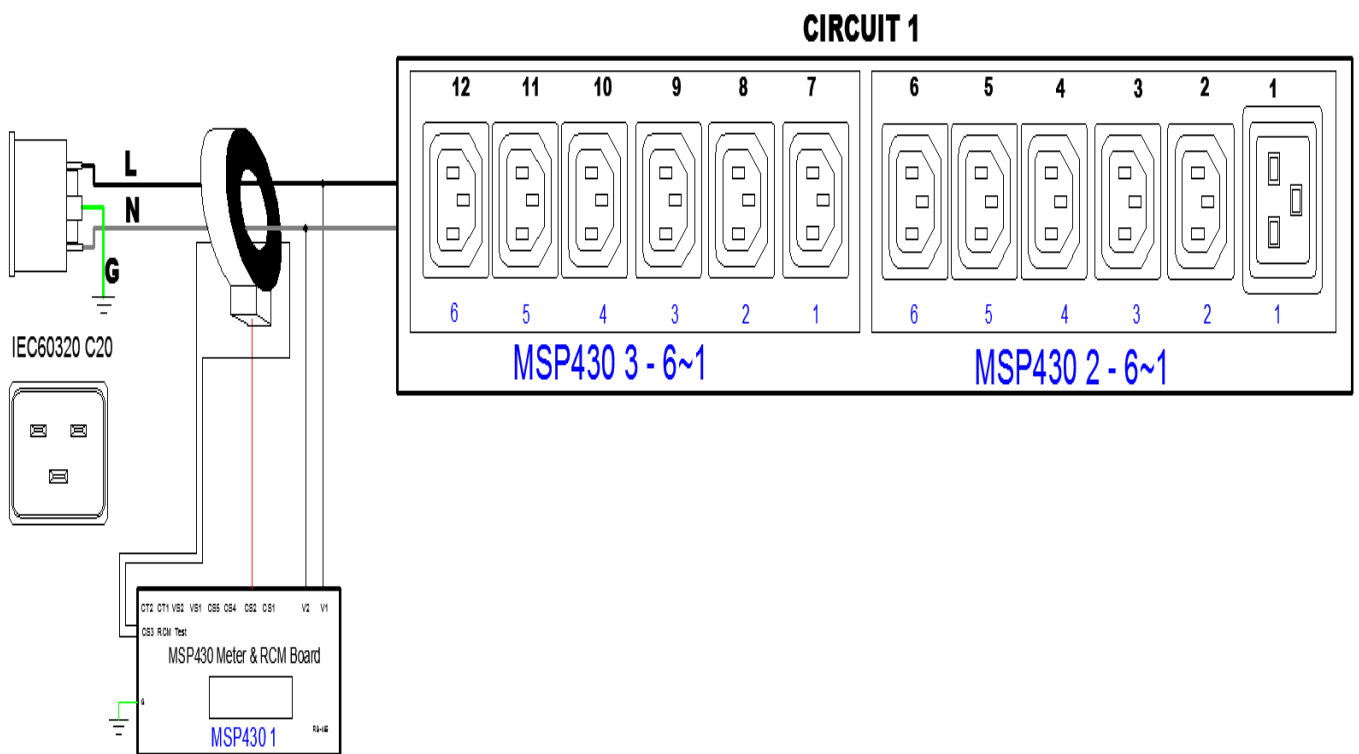 CIRCUIT 1
12 11 10 9 8 7 6 5 4 3 2 1
L
N
G
6 5 4 3 2 1 6 5 4 3 2 1
MSP430 3 - 6~1 MSP430 2 - 6~1
IEC60320 C20
CT2 CT1 VS2 VS1 CS5 CS4 CS2 CS1 V2 V1
CS3 RCM Test
MSP430 Meter & RCM Board
G
RS-485
MSP430 1